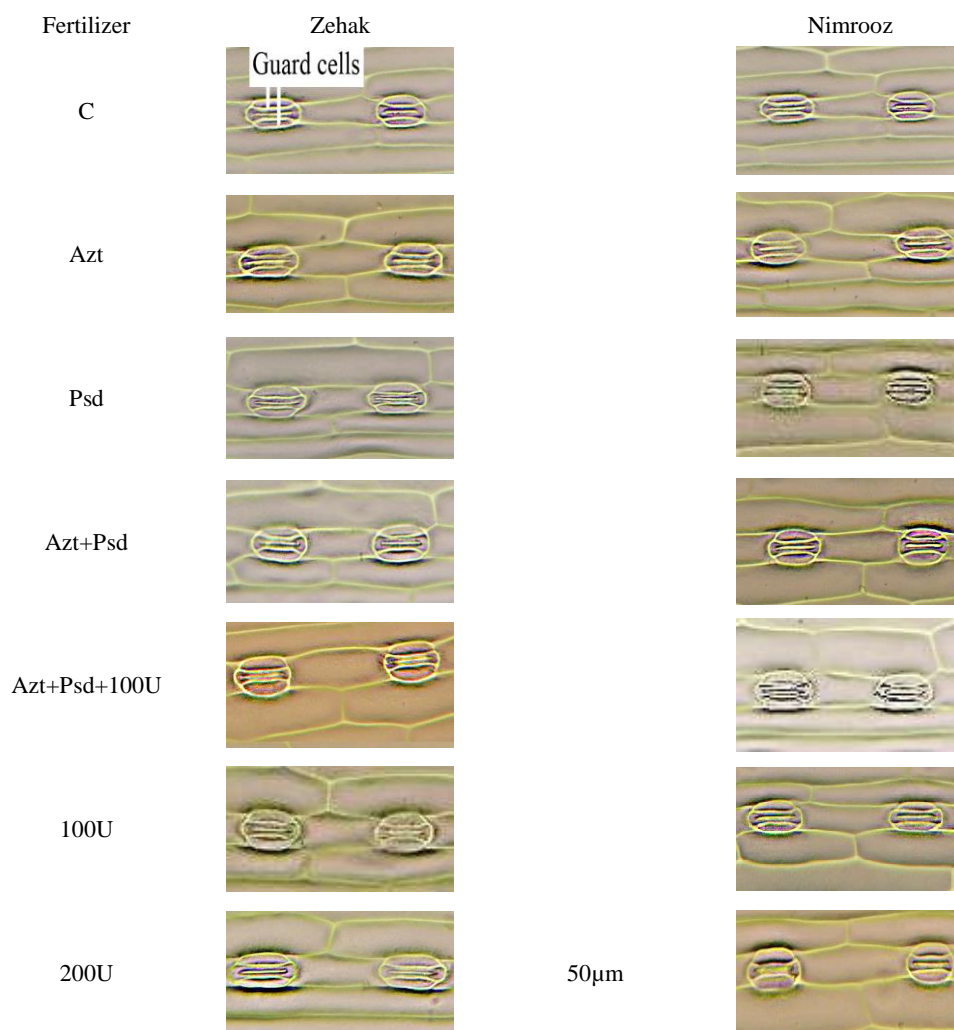 Fertilizer Zehak Nimrooz
Guard cells
C
Azt
Psd
Azt+Psd
Azt+Psd+100U
100U
200U 50µm